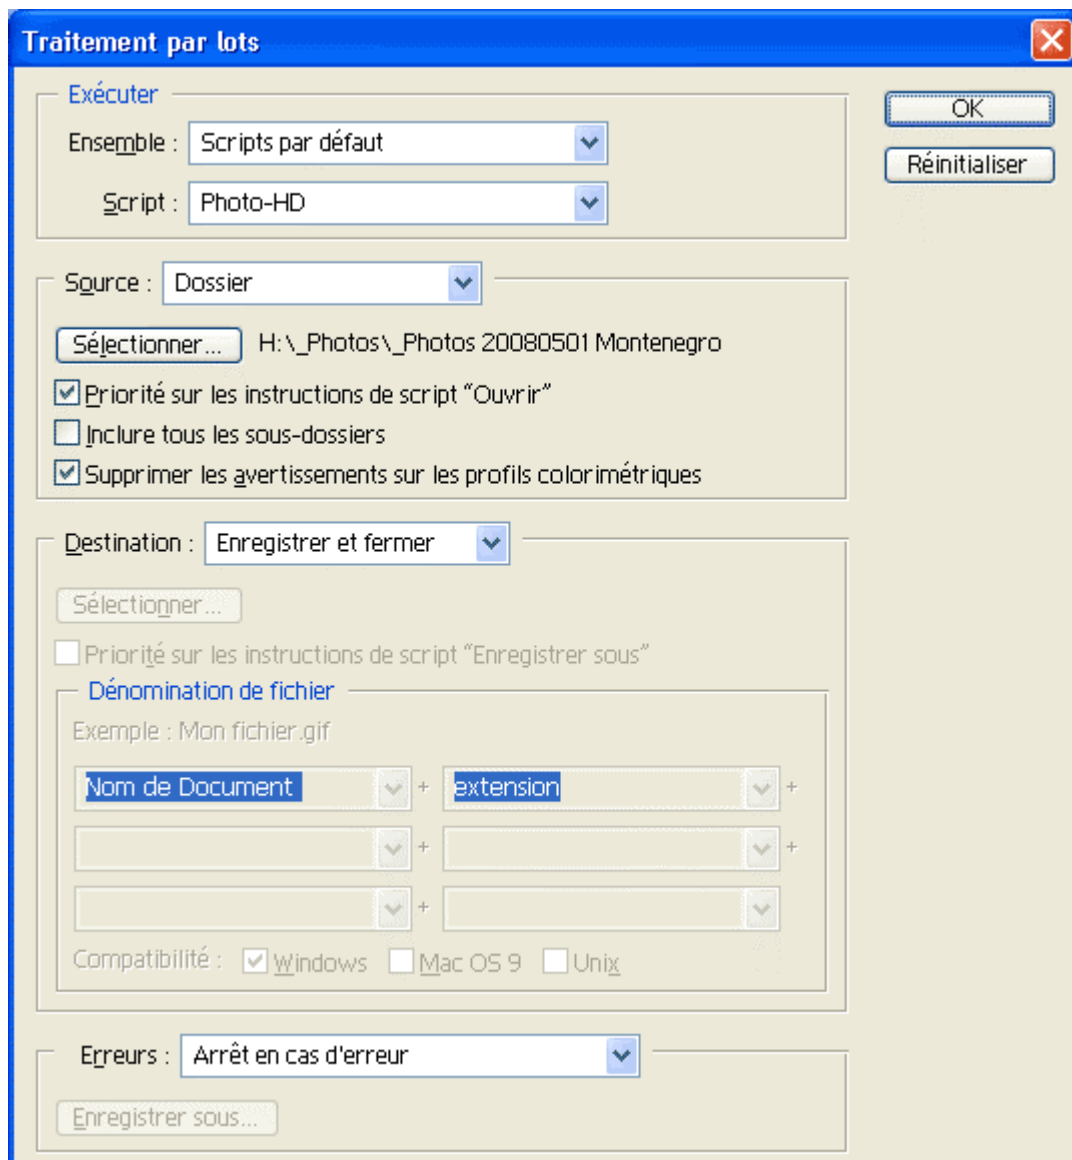 Traitement par lots
Exécuter
OK
Ensemble : Scripts par défaut
Réinitialiser
Script : Photo-HD
Source : Dossier
Sélectionner... H:\_Photos\_Photos 20080501 Montenegro
Priorité sur les instructions de script “Ouvrir”
Inclure tous les sous-dossiers
Supprimer les avertissements sur les profils colorimétriques
Destination : Enregistrer et fermer
Sélectionner...
Priorité sur les instructions de script “Enregistrer sous”
Dénomination de fichier
Exemple : Mon fichier.gif
Nom de Document + extension +
+ +
+
Compatibilité : Windows Mac OS 9 Unix
Erreurs : Arrêt en cas d'erreur
Enregistrer sous...